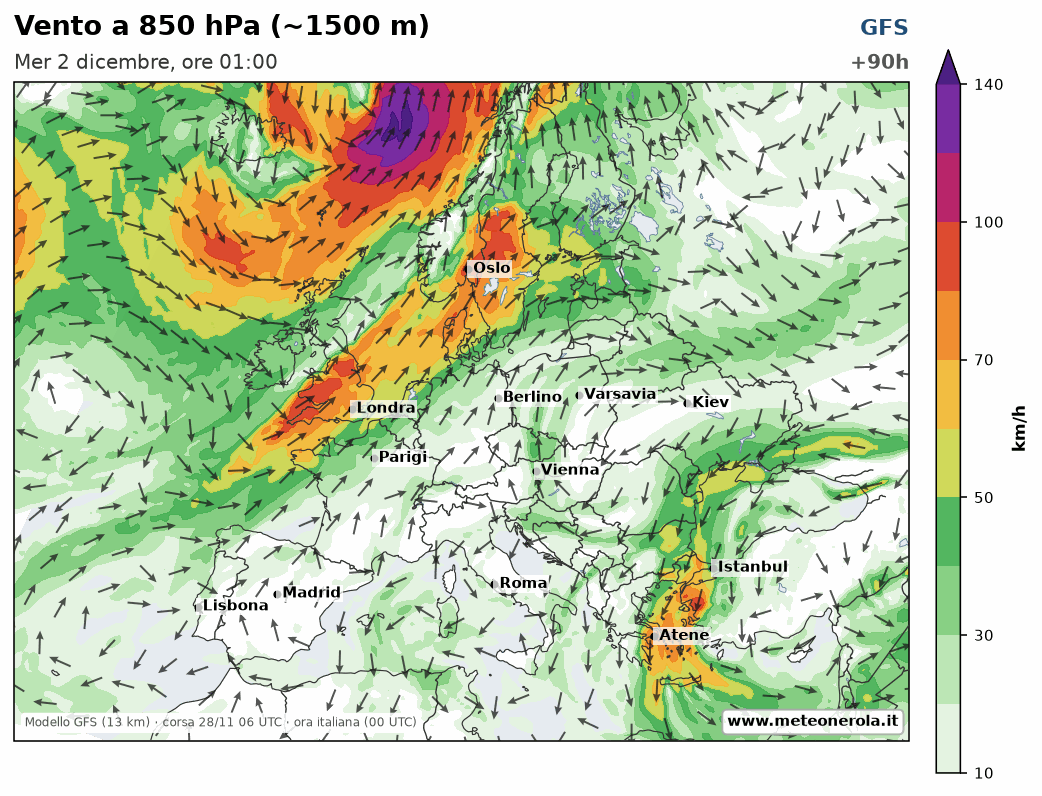 Vento a 850 hPa (~1500 m)
GFS
Mer 2 dicembre, ore 01:00
+90h
140
100
70
50
30
10
km/h
Oslo
Berlino
Varsavia
Kiev
Londra
Parigi
Vienna
Istanbul
Roma
Madrid
Lisbona
Atene
Modello GFS (13 km) · corsa 28/11 06 UTC · ora italiana (00 UTC)
www.meteonerola.it